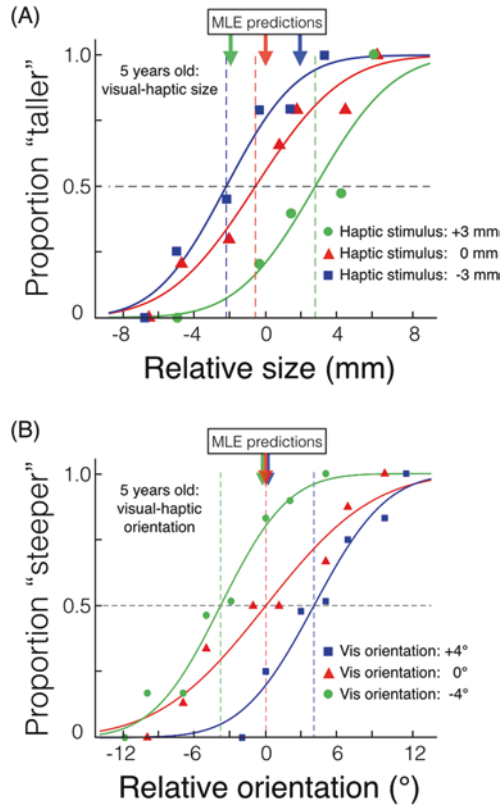 (A)
MLE predictions
5 years old:
visual-haptic
size
Proportion “taller”
1.0
0.5
0
Haptic stimulus: +3 mm
Haptic stimulus: 0 mm
Haptic stimulus: -3 mm
-8 -4 0 4 8
Relative size (mm)
(B)
MLE predictions
5 years old:
visual-haptic
orientation
Proportion “steeper”
1.0
0.5
0
Vis orientation: +4°
Vis orientation: 0°
Vis orientation: -4°
-12 -6 0 6 12
Relative orientation (°)